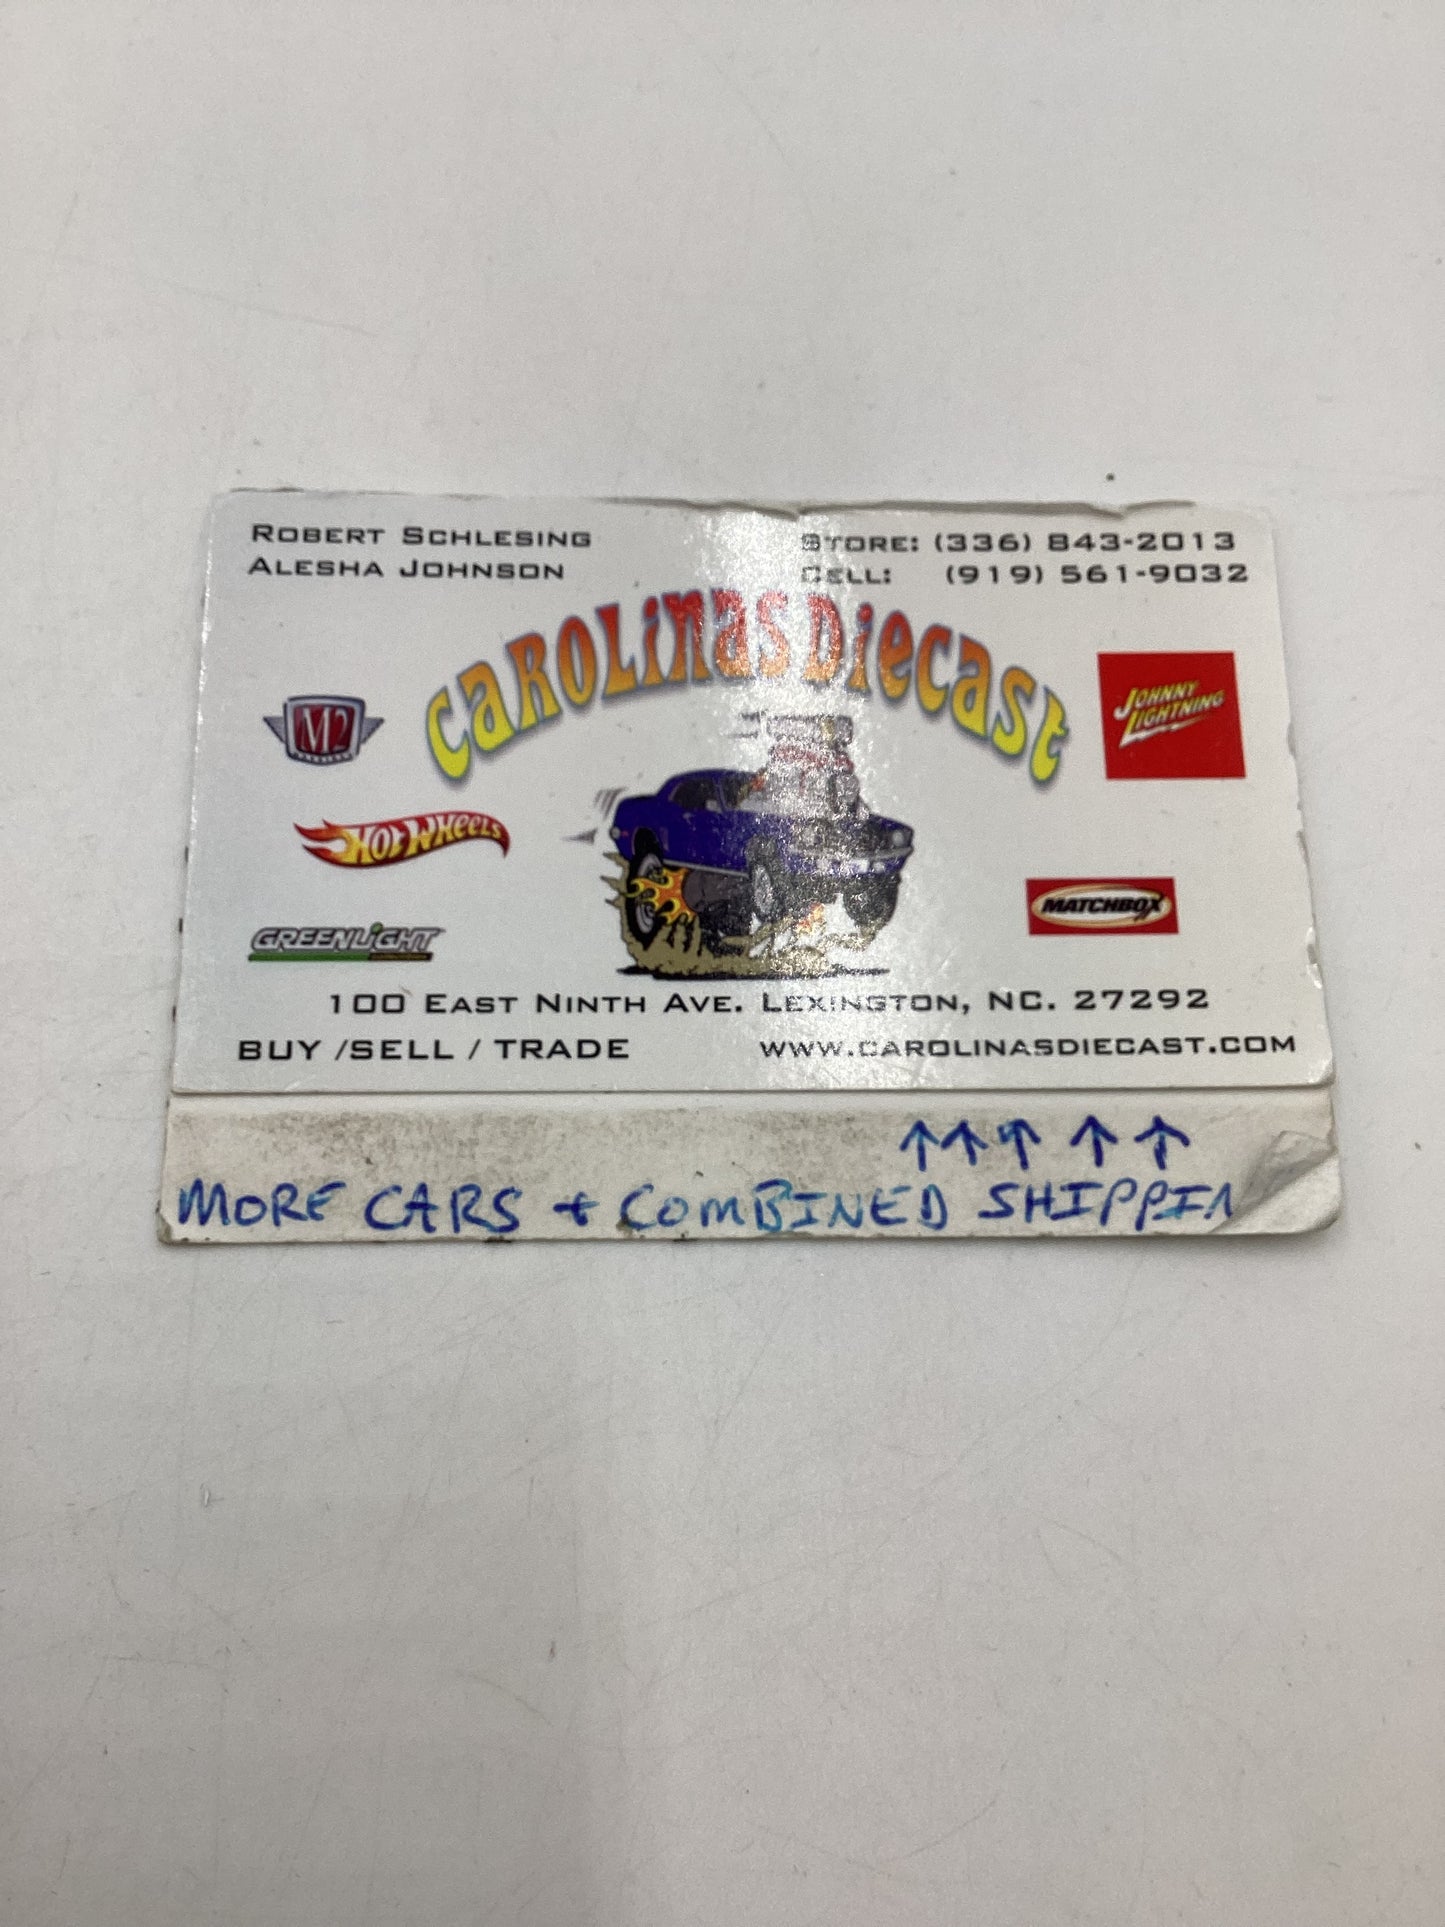 ROBERT SCHLESING
ALESHA JOHNSON
STORE: (336) 843-2013
CELL: (919) 561-9032
CAROLINAS DIECAST
M2
JOHNNY LIGHTNING
HOT WHEELS
MATCHBOX
GREENLIGHT
100 EAST NINTH AVE. LEXINGTON, NC. 27292
BUY /SELL / TRADE
WWW.CAROLINASDIECAST.COM
↑↑↑↑↑
MORE CARS + COMBINED SHIPPIN